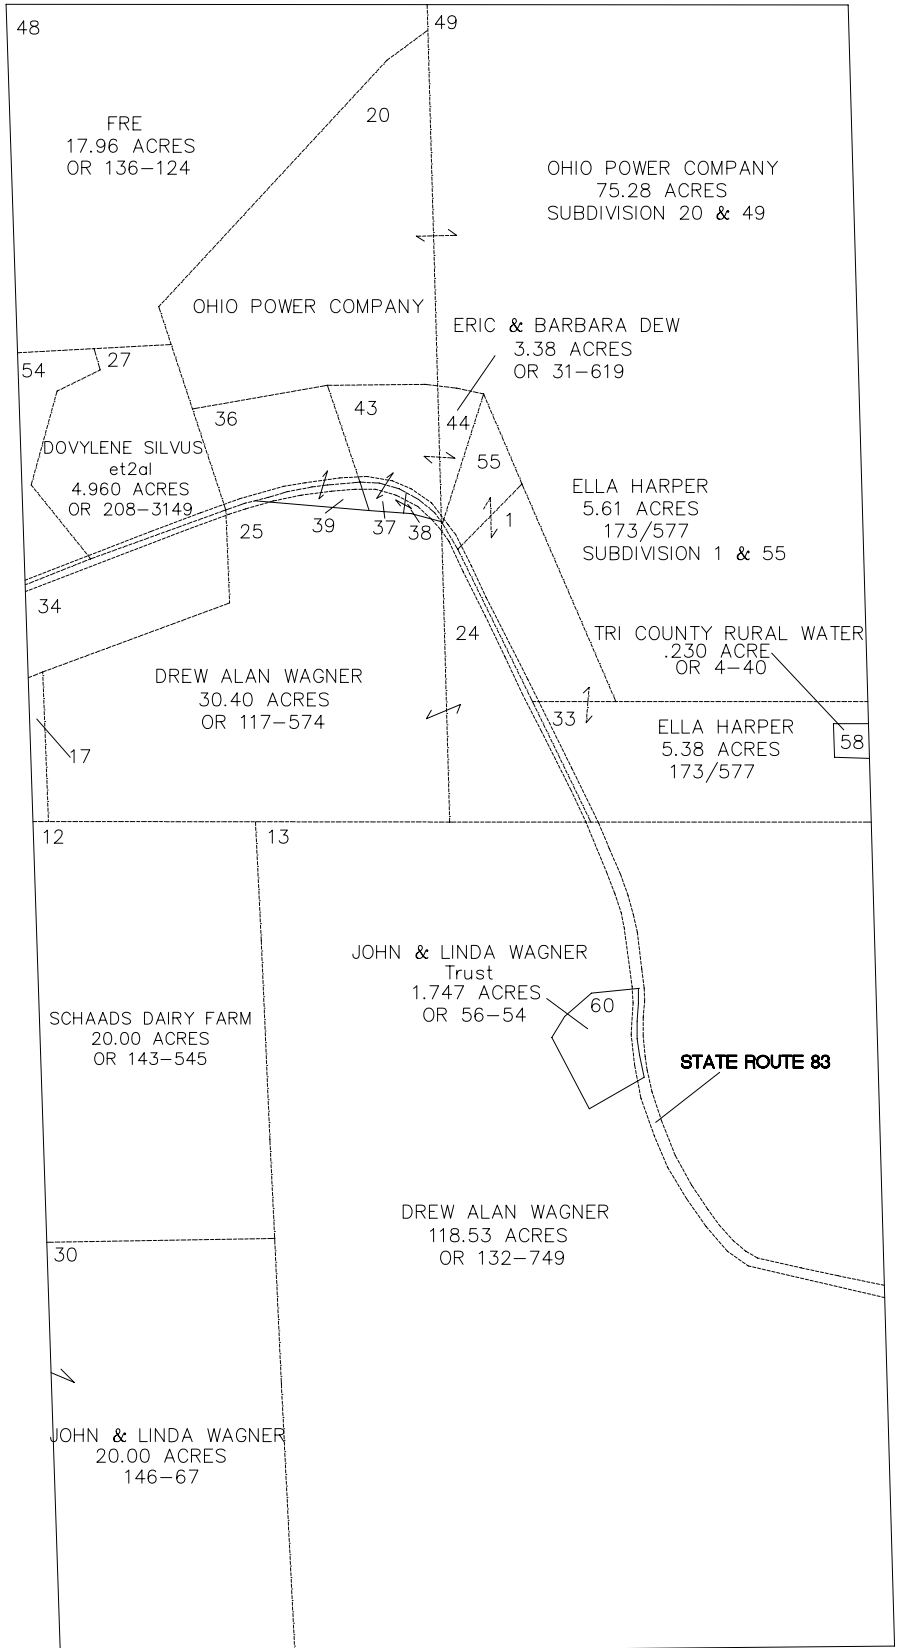 48
49
20
FRE
17.96 ACRES
OR 136-124
OHIO POWER COMPANY
75.28 ACRES
SUBDIVISION 20 & 49
OHIO POWER COMPANY
ERIC & BARBARA DEW
3.38 ACRES
OR 31-619
54
27
36
43
44
55
DOVYLENE SILVUS
et2al
4.960 ACRES
OR 208-3149
25
39
37
38
1
ELLA HARPER
5.61 ACRES
173/577
SUBDIVISION 1 & 55
34
24
TRI COUNTY RURAL WATER
.230 ACRE
OR 4-40
DREW ALAN WAGNER
30.40 ACRES
OR 117-574
33
ELLA HARPER
5.38 ACRES
173/577
58
17
12
13
JOHN & LINDA WAGNER
Trust
1.747 ACRES
OR 56-54
60
SCHAADS DAIRY FARM
20.00 ACRES
OR 143-545
STATE ROUTE 83
DREW ALAN WAGNER
118.53 ACRES
OR 132-749
30
JOHN & LINDA WAGNER
20.00 ACRES
146-67